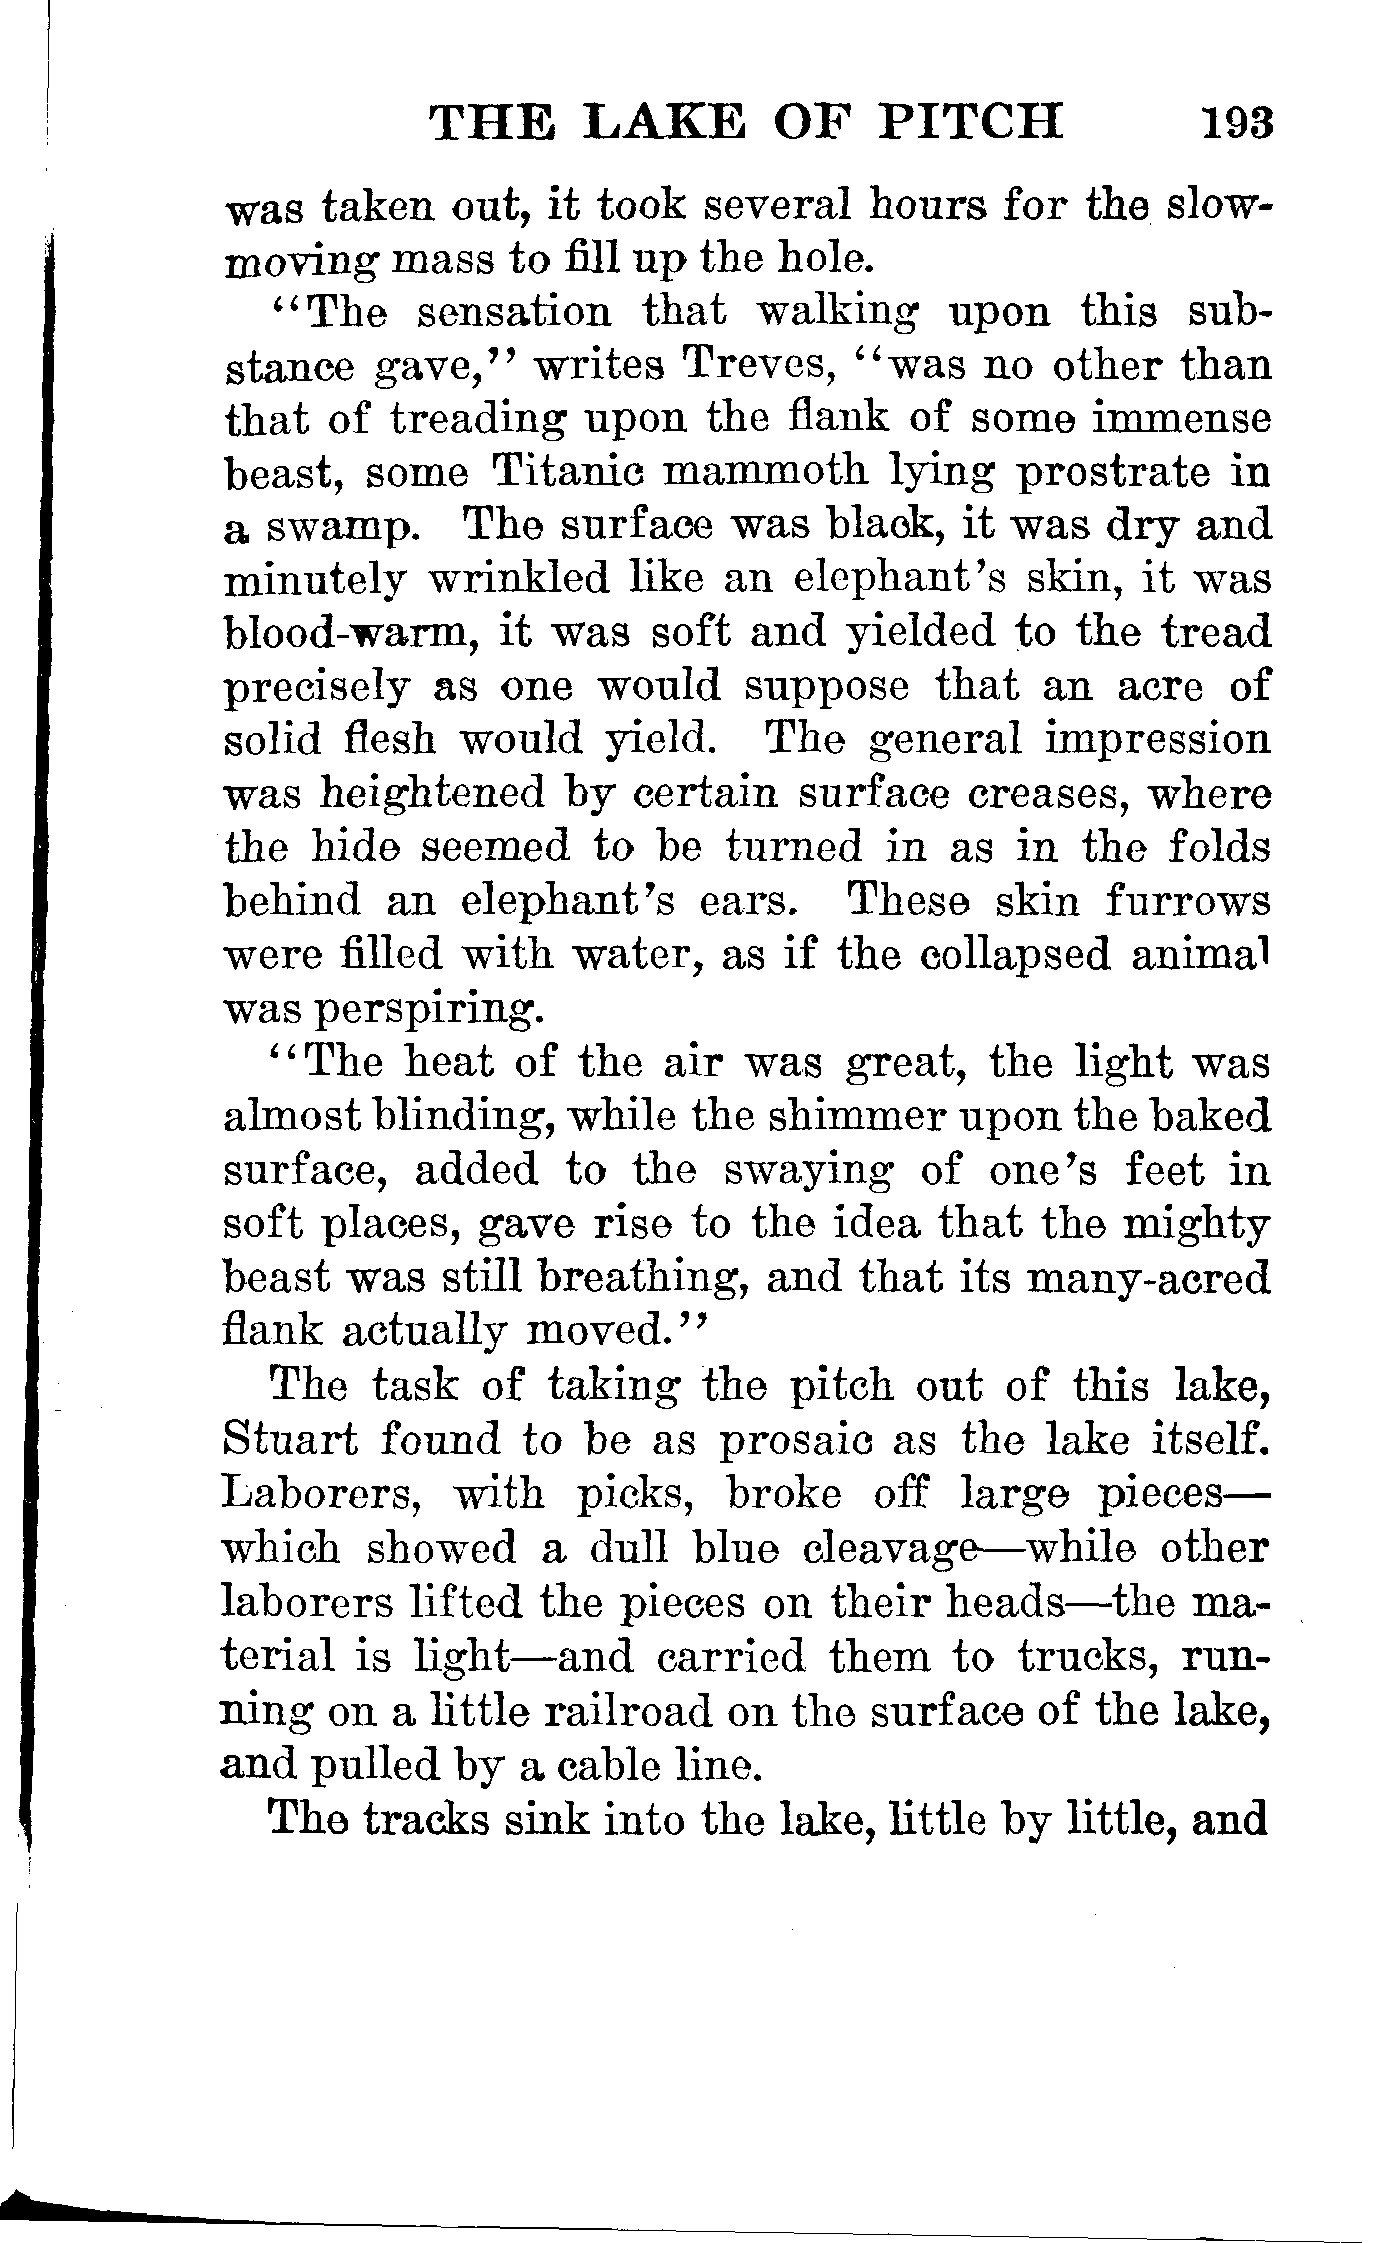 THE LAKE OF PITCH 193
was taken out, it took several hours for the slow-
moving mass to fill up the hole.
"The sensation that walking upon this sub-
stance gave," writes Treves, "was no other than
that of treading upon the flank of some immense
beast, some Titanic mammoth lying prostrate in
a swamp. The surface was black, it was dry and
minutely wrinkled like an elephant's skin, it was
blood-warm, it was soft and yielded to the tread
precisely as one would suppose that an acre of
solid flesh would yield. The general impression
was heightened by certain surface creases, where
the hide seemed to be turned in as in the folds
behind an elephant's ears. These skin furrows
were filled with water, as if the collapsed animal
was perspiring.
"The heat of the air was great, the light was
almost blinding, while the shimmer upon the baked
surface, added to the swaying of one's feet in
soft places, gave rise to the idea that the mighty
beast was still breathing, and that its many-acred
flank actually moved."
The task of taking the pitch out of this lake,
Stuart found to be as prosaic as the lake itself.
Laborers, with picks, broke off large pieces—
which showed a dull blue cleavage—while other
laborers lifted the pieces on their heads—the ma-
terial is light—and carried them to trucks, run-
ning on a little railroad on the surface of the lake,
and pulled by a cable line.
The tracks sink into the lake, little by little, and